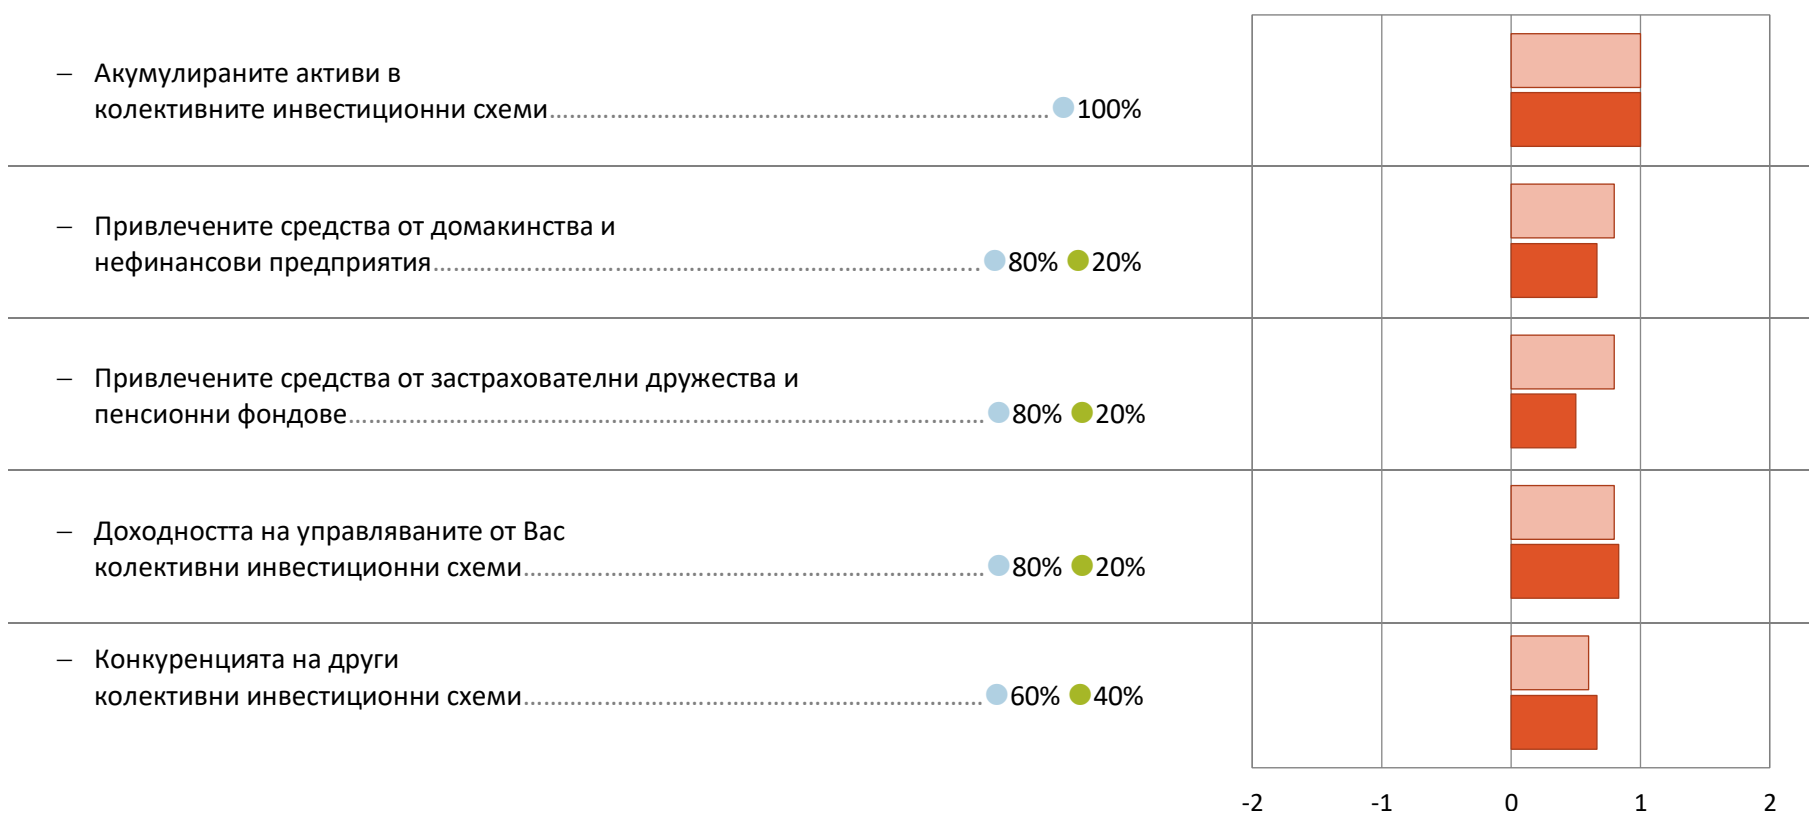 – Акумулираните активи в
колективните инвестиционни схеми.......................................................................... 100%
– Привлечените средства от домакинства и
нефинансови предприятия................................................................................. 80% 20%
– Привлечените средства от застрахователни дружества и
пенсионни фондове............................................................................................... 80% 20%
– Доходността на управляваните от Вас
колективни инвестиционни схеми..................................................................... 80% 20%
– Конкуренцията на други
колективни инвестиционни схеми..................................................................... 60% 40%
-2 -1 0 1 2